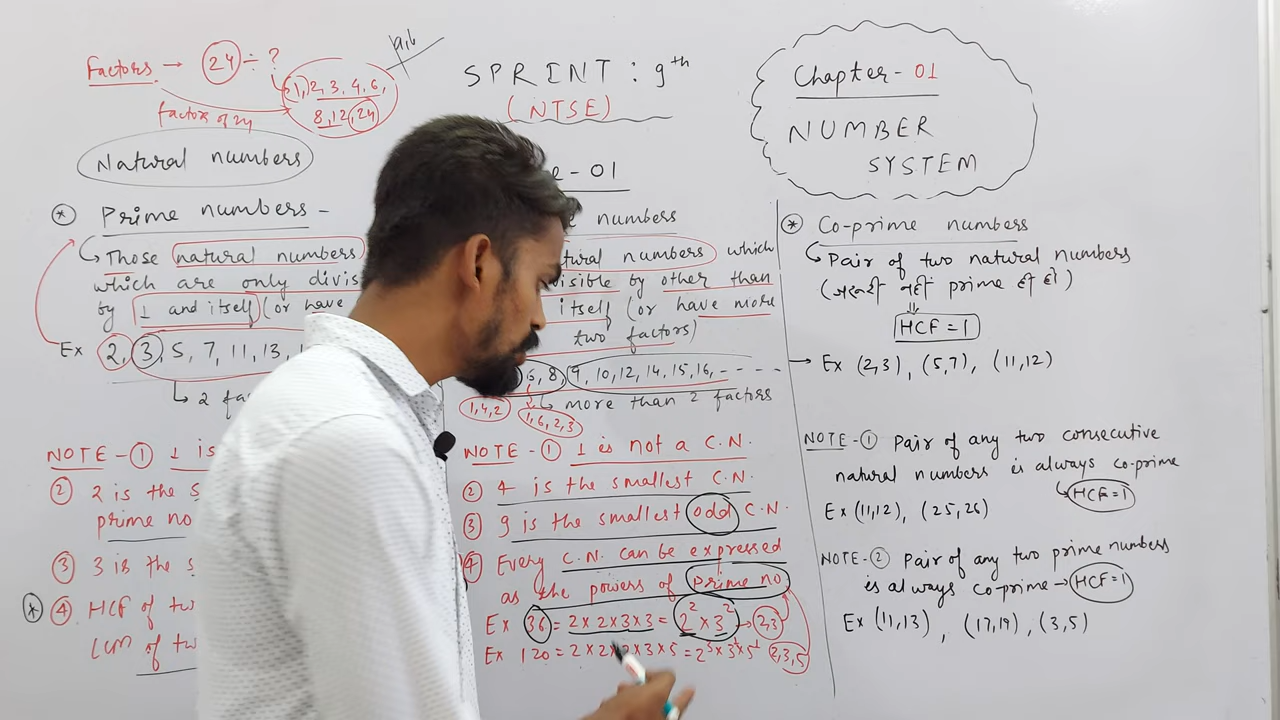 Factors → 24 ÷ ?
1, 2, 3, 4, 6,
8, 12, 24
factors of 24
a, b
Natural numbers
SPRINT : 9th
(NTSE)
- 01
Chapter - 01
NUMBER
SYSTEM
* Prime numbers -
Those natural numbers
which are only
by 1 and itself (or have
Ex 2, 3, 5, 7, 11, 13,
NOTE - ① 1 is
② 2 is the
prime no
③ 3 is the
* ④ HCF of
LCM of
numbers
numbers which
by other than
itself (or have more
two factors)
6, 8, 9, 10, 12, 14, 15, 16, - - - - -
1, 4, 2
1, 6, 2, 3
more than 2 factors
NOTE - ① 1 is not a C.N.
② 4 is the smallest C.N.
③ 9 is the smallest odd C.N.
④ Every C.N. can be expressed
as the powers of prime no
Ex 36 = 2 × 2 × 3 × 3 = 2² × 3² → 2, 3
Ex 120 = 2 × 2 × 3 × 5 = × 3¹ × 5¹ 2, 3, 5
* Co-prime numbers
Pair of two natural numbers
(जरूरी नहीं prime ही हो)
HCF = 1
→ Ex (2,3), (5,7), (11,12)
NOTE - ① Pair of any two consecutive
natural numbers is always co-prime
HCF = 1
Ex (11,12), (25,26)
NOTE - ② Pair of any two prime numbers
is always coprime → HCF = 1
Ex (11,13), (17,19), (3,5)